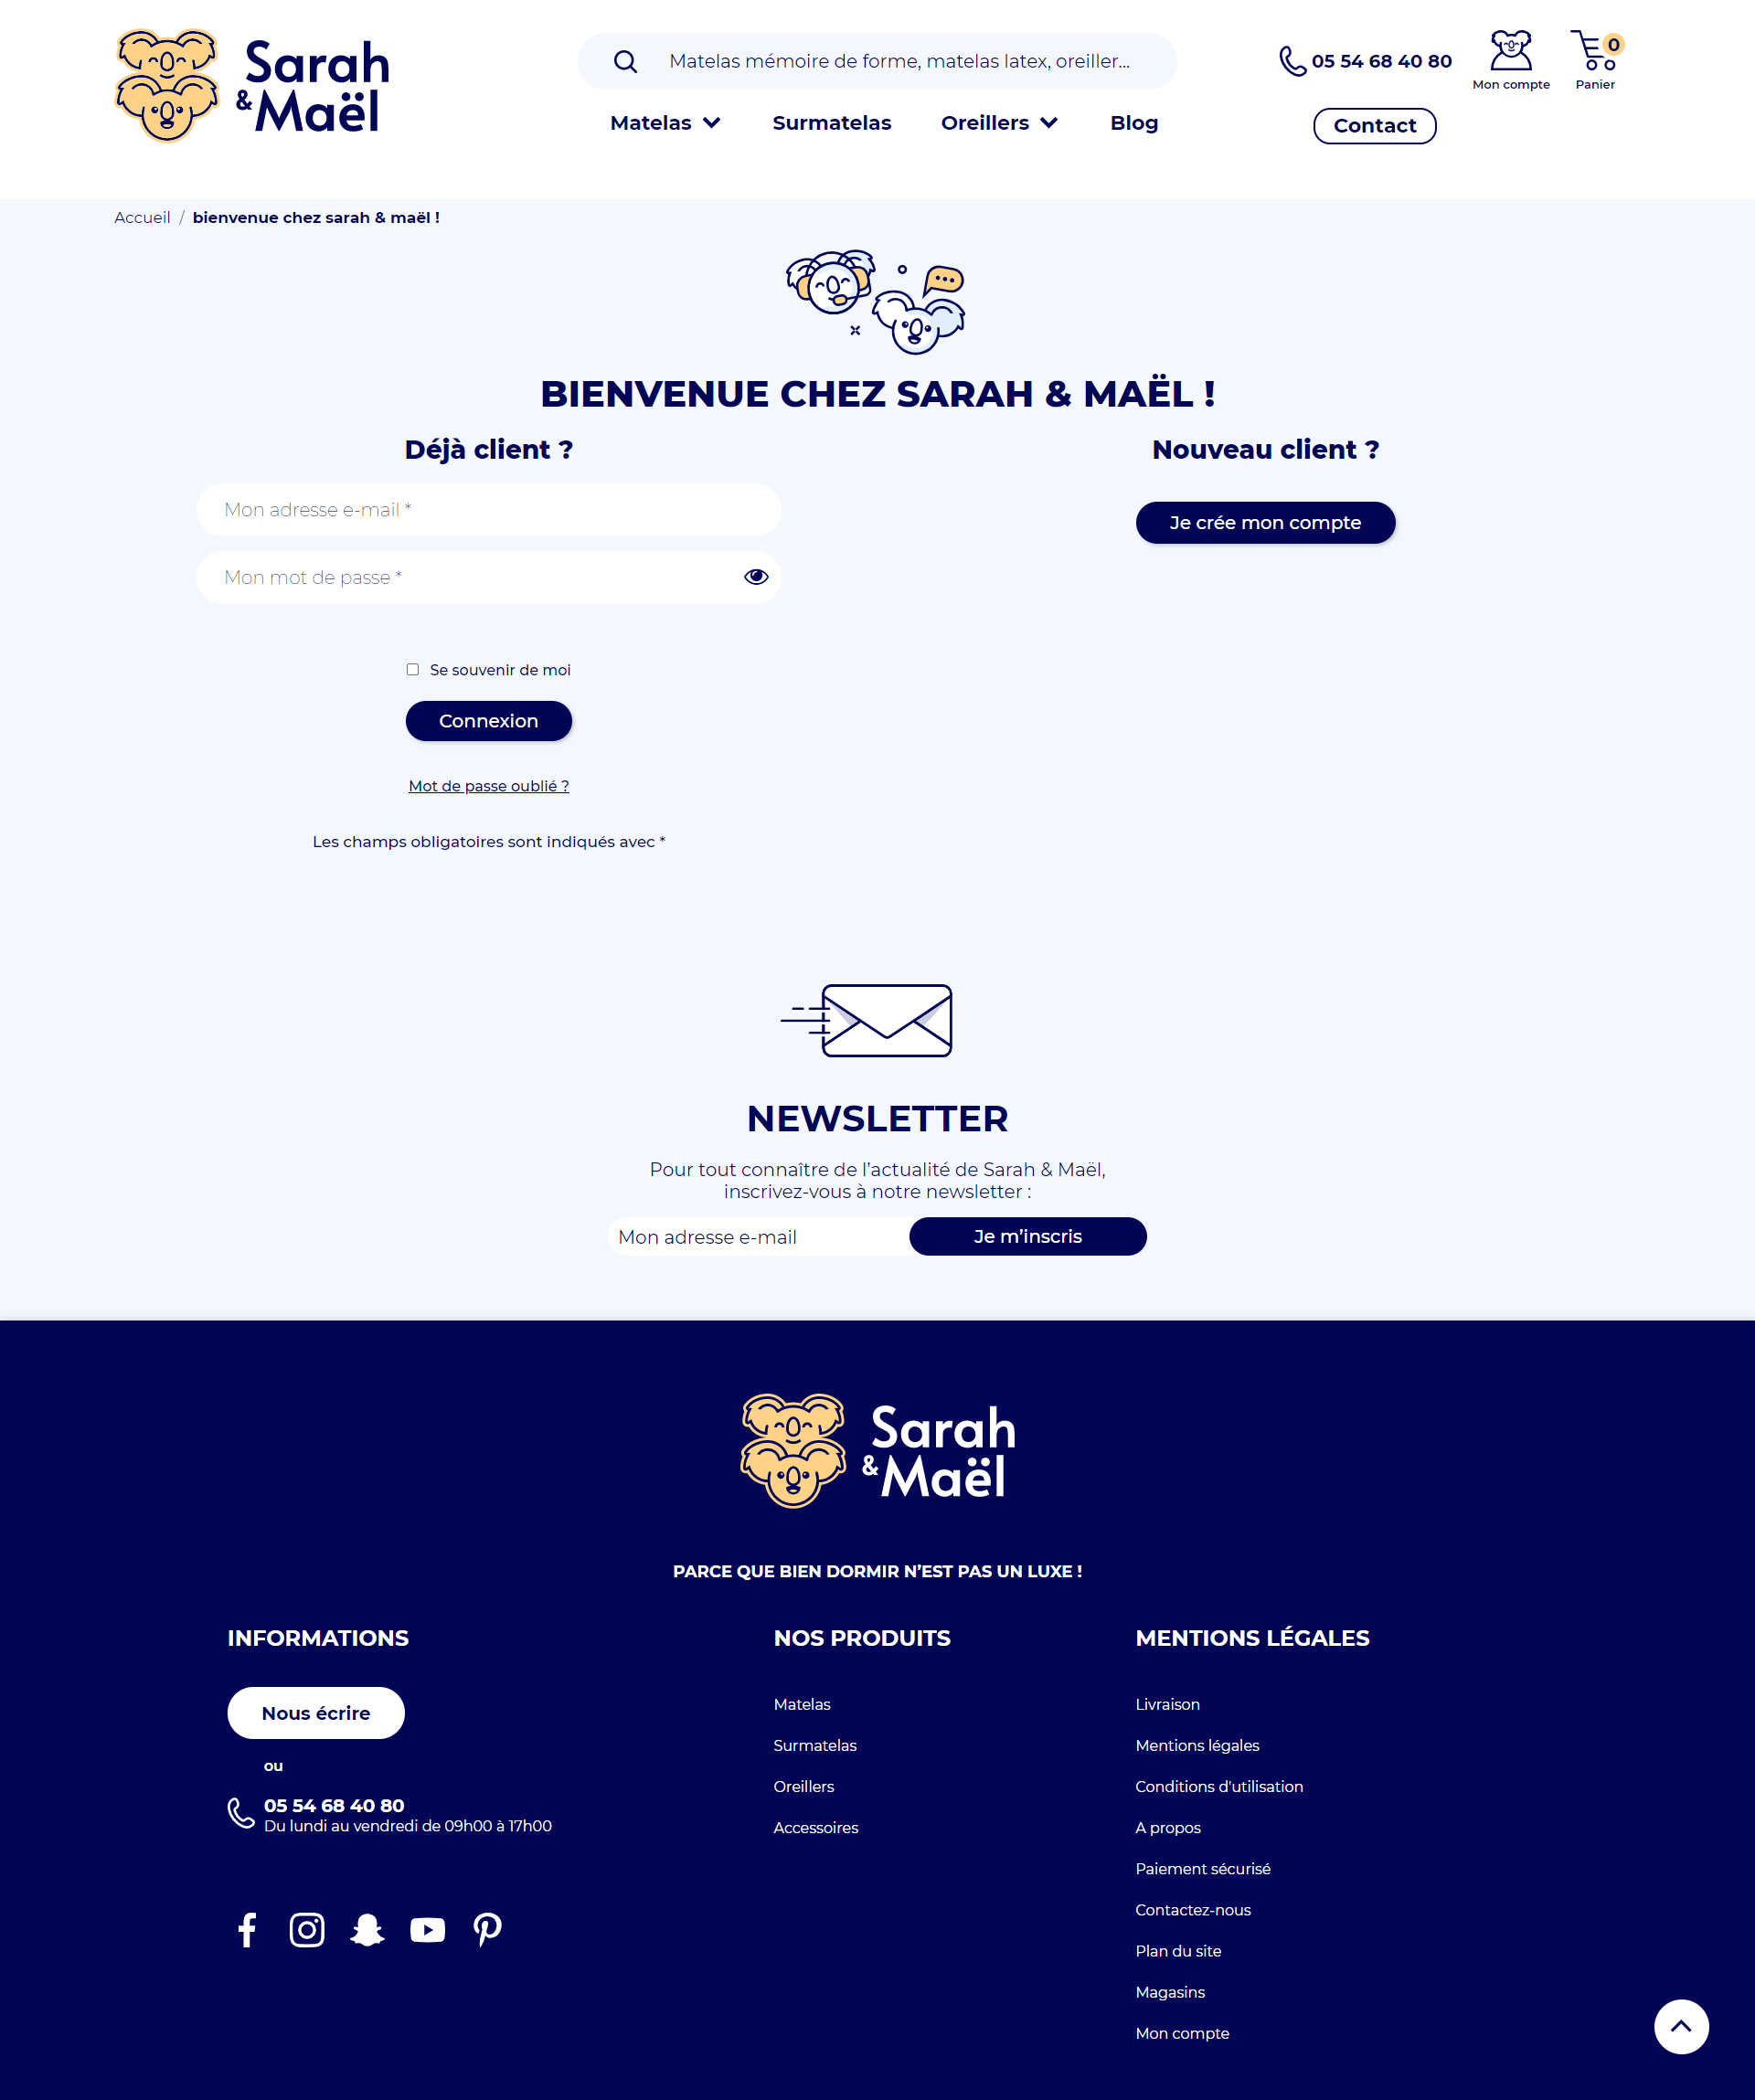 Sarah
&Maël
Matelas mémoire de forme, matelas latex, oreiller...
05 54 68 40 80
Mon compte
0
Panier
Matelas
Surmatelas
Oreillers
Blog
Contact
Accueil / bienvenue chez sarah & maël !
BIENVENUE CHEZ SARAH & MAËL !
Déjà client ?
Mon adresse e-mail *
Mon mot de passe *
Se souvenir de moi
Connexion
Mot de passe oublié ?
Les champs obligatoires sont indiqués avec *
Nouveau client ?
Je crée mon compte
NEWSLETTER
Pour tout connaître de l’actualité de Sarah & Maël,
inscrivez-vous à notre newsletter :
Mon adresse e-mail
Je m’inscris
Sarah
&Maël
PARCE QUE BIEN DORMIR N’EST PAS UN LUXE !
INFORMATIONS
Nous écrire
ou
05 54 68 40 80
Du lundi au vendredi de 09h00 à 17h00
NOS PRODUITS
Matelas
Surmatelas
Oreillers
Accessoires
MENTIONS LÉGALES
Livraison
Mentions légales
Conditions d'utilisation
A propos
Paiement sécurisé
Contactez-nous
Plan du site
Magasins
Mon compte